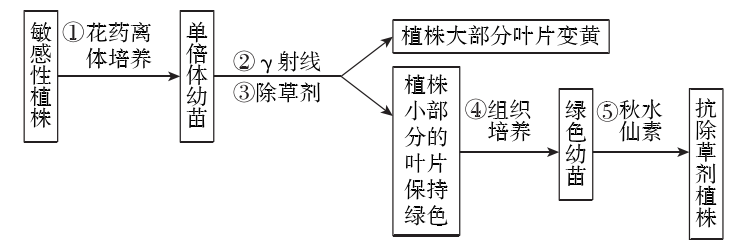 敏感性植株
①花药离
体培养
单倍体幼苗
②γ射线
③除草剂
植株大部分叶片变黄
植株
小部
分的
叶片
保持
绿色
④组织
培养
绿色幼苗
⑤秋水
仙素
抗除草剂植株